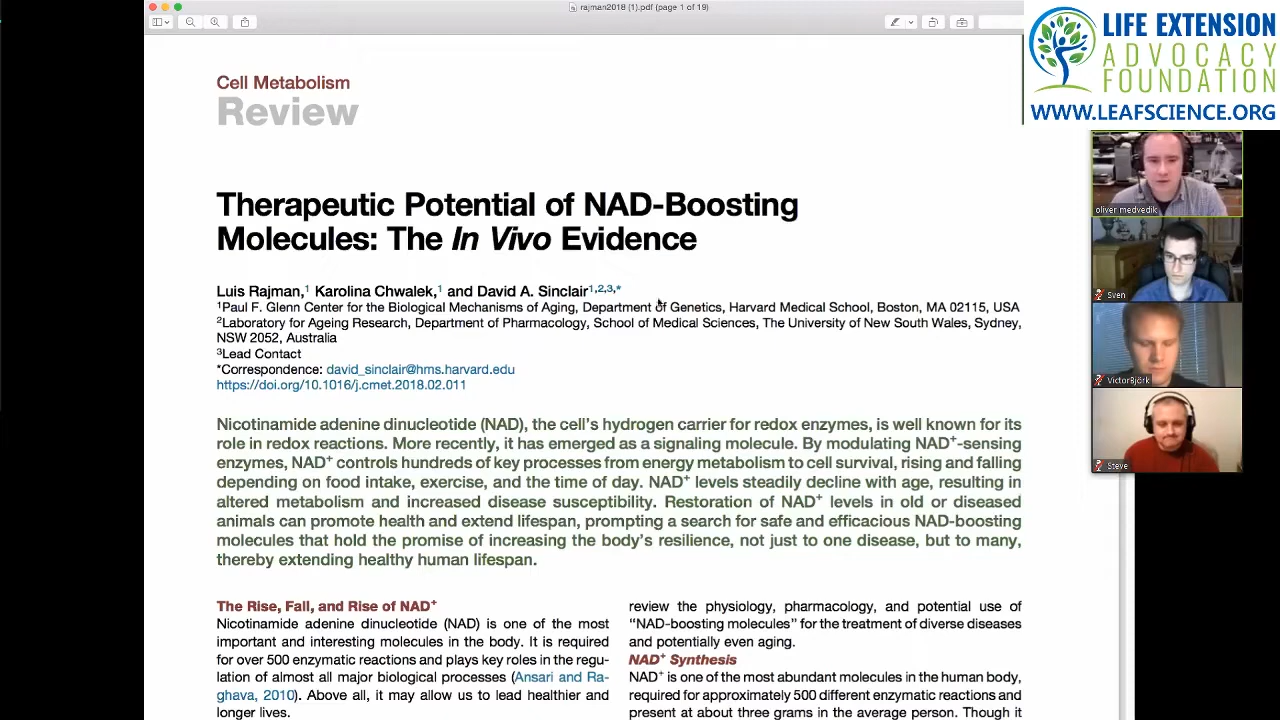 rajman2018 (1).pdf (page 1 of 19)
LIFE EXTENSION
ADVOCACY
FOUNDATION
WWW.LEAFSCIENCE.ORG
Cell Metabolism
Review
Therapeutic Potential of NAD-Boosting
Molecules: The In Vivo Evidence
Luis Rajman,1 Karolina Chwalek,1 and David A. Sinclair1,2,3,*
1Paul F. Glenn Center for the Biological Mechanisms of Aging, Department of Genetics, Harvard Medical School, Boston, MA 02115, USA
2Laboratory for Ageing Research, Department of Pharmacology, School of Medical Sciences, The University of New South Wales, Sydney,
NSW 2052, Australia
3Lead Contact
*Correspondence: david_sinclair@hms.harvard.edu
https://doi.org/10.1016/j.cmet.2018.02.011
Nicotinamide adenine dinucleotide (NAD), the cell's hydrogen carrier for redox enzymes, is well known for its
role in redox reactions. More recently, it has emerged as a signaling molecule. By modulating NAD+-sensing
enzymes, NAD+ controls hundreds of key processes from energy metabolism to cell survival, rising and falling
depending on food intake, exercise, and the time of day. NAD+ levels steadily decline with age, resulting in
altered metabolism and increased disease susceptibility. Restoration of NAD+ levels in old or diseased
animals can promote health and extend lifespan, prompting a search for safe and efficacious NAD-boosting
molecules that hold the promise of increasing the body's resilience, not just to one disease, but to many,
thereby extending healthy human lifespan.
The Rise, Fall, and Rise of NAD+
Nicotinamide adenine dinucleotide (NAD) is one of the most
important and interesting molecules in the body. It is required
for over 500 enzymatic reactions and plays key roles in the regu-
lation of almost all major biological processes (Ansari and Ra-
ghava, 2010). Above all, it may allow us to lead healthier and
longer lives.
review the physiology, pharmacology, and potential use of
"NAD-boosting molecules" for the treatment of diverse diseases
and potentially even aging.
NAD+ Synthesis
NAD+ is one of the most abundant molecules in the human body,
required for approximately 500 different enzymatic reactions and
present at about three grams in the average person. Though it
oliver medvedik
Sven
VictorBjörk
Steve